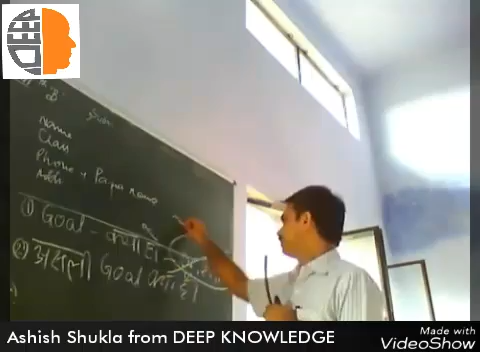 DEEP
B:
Name
Class
Phone + Papa name
Add:
① Goal - क्या है।
② असली Goal क्या है।
Ashish Shukla from DEEP KNOWLEDGE
Made with
VideoShow